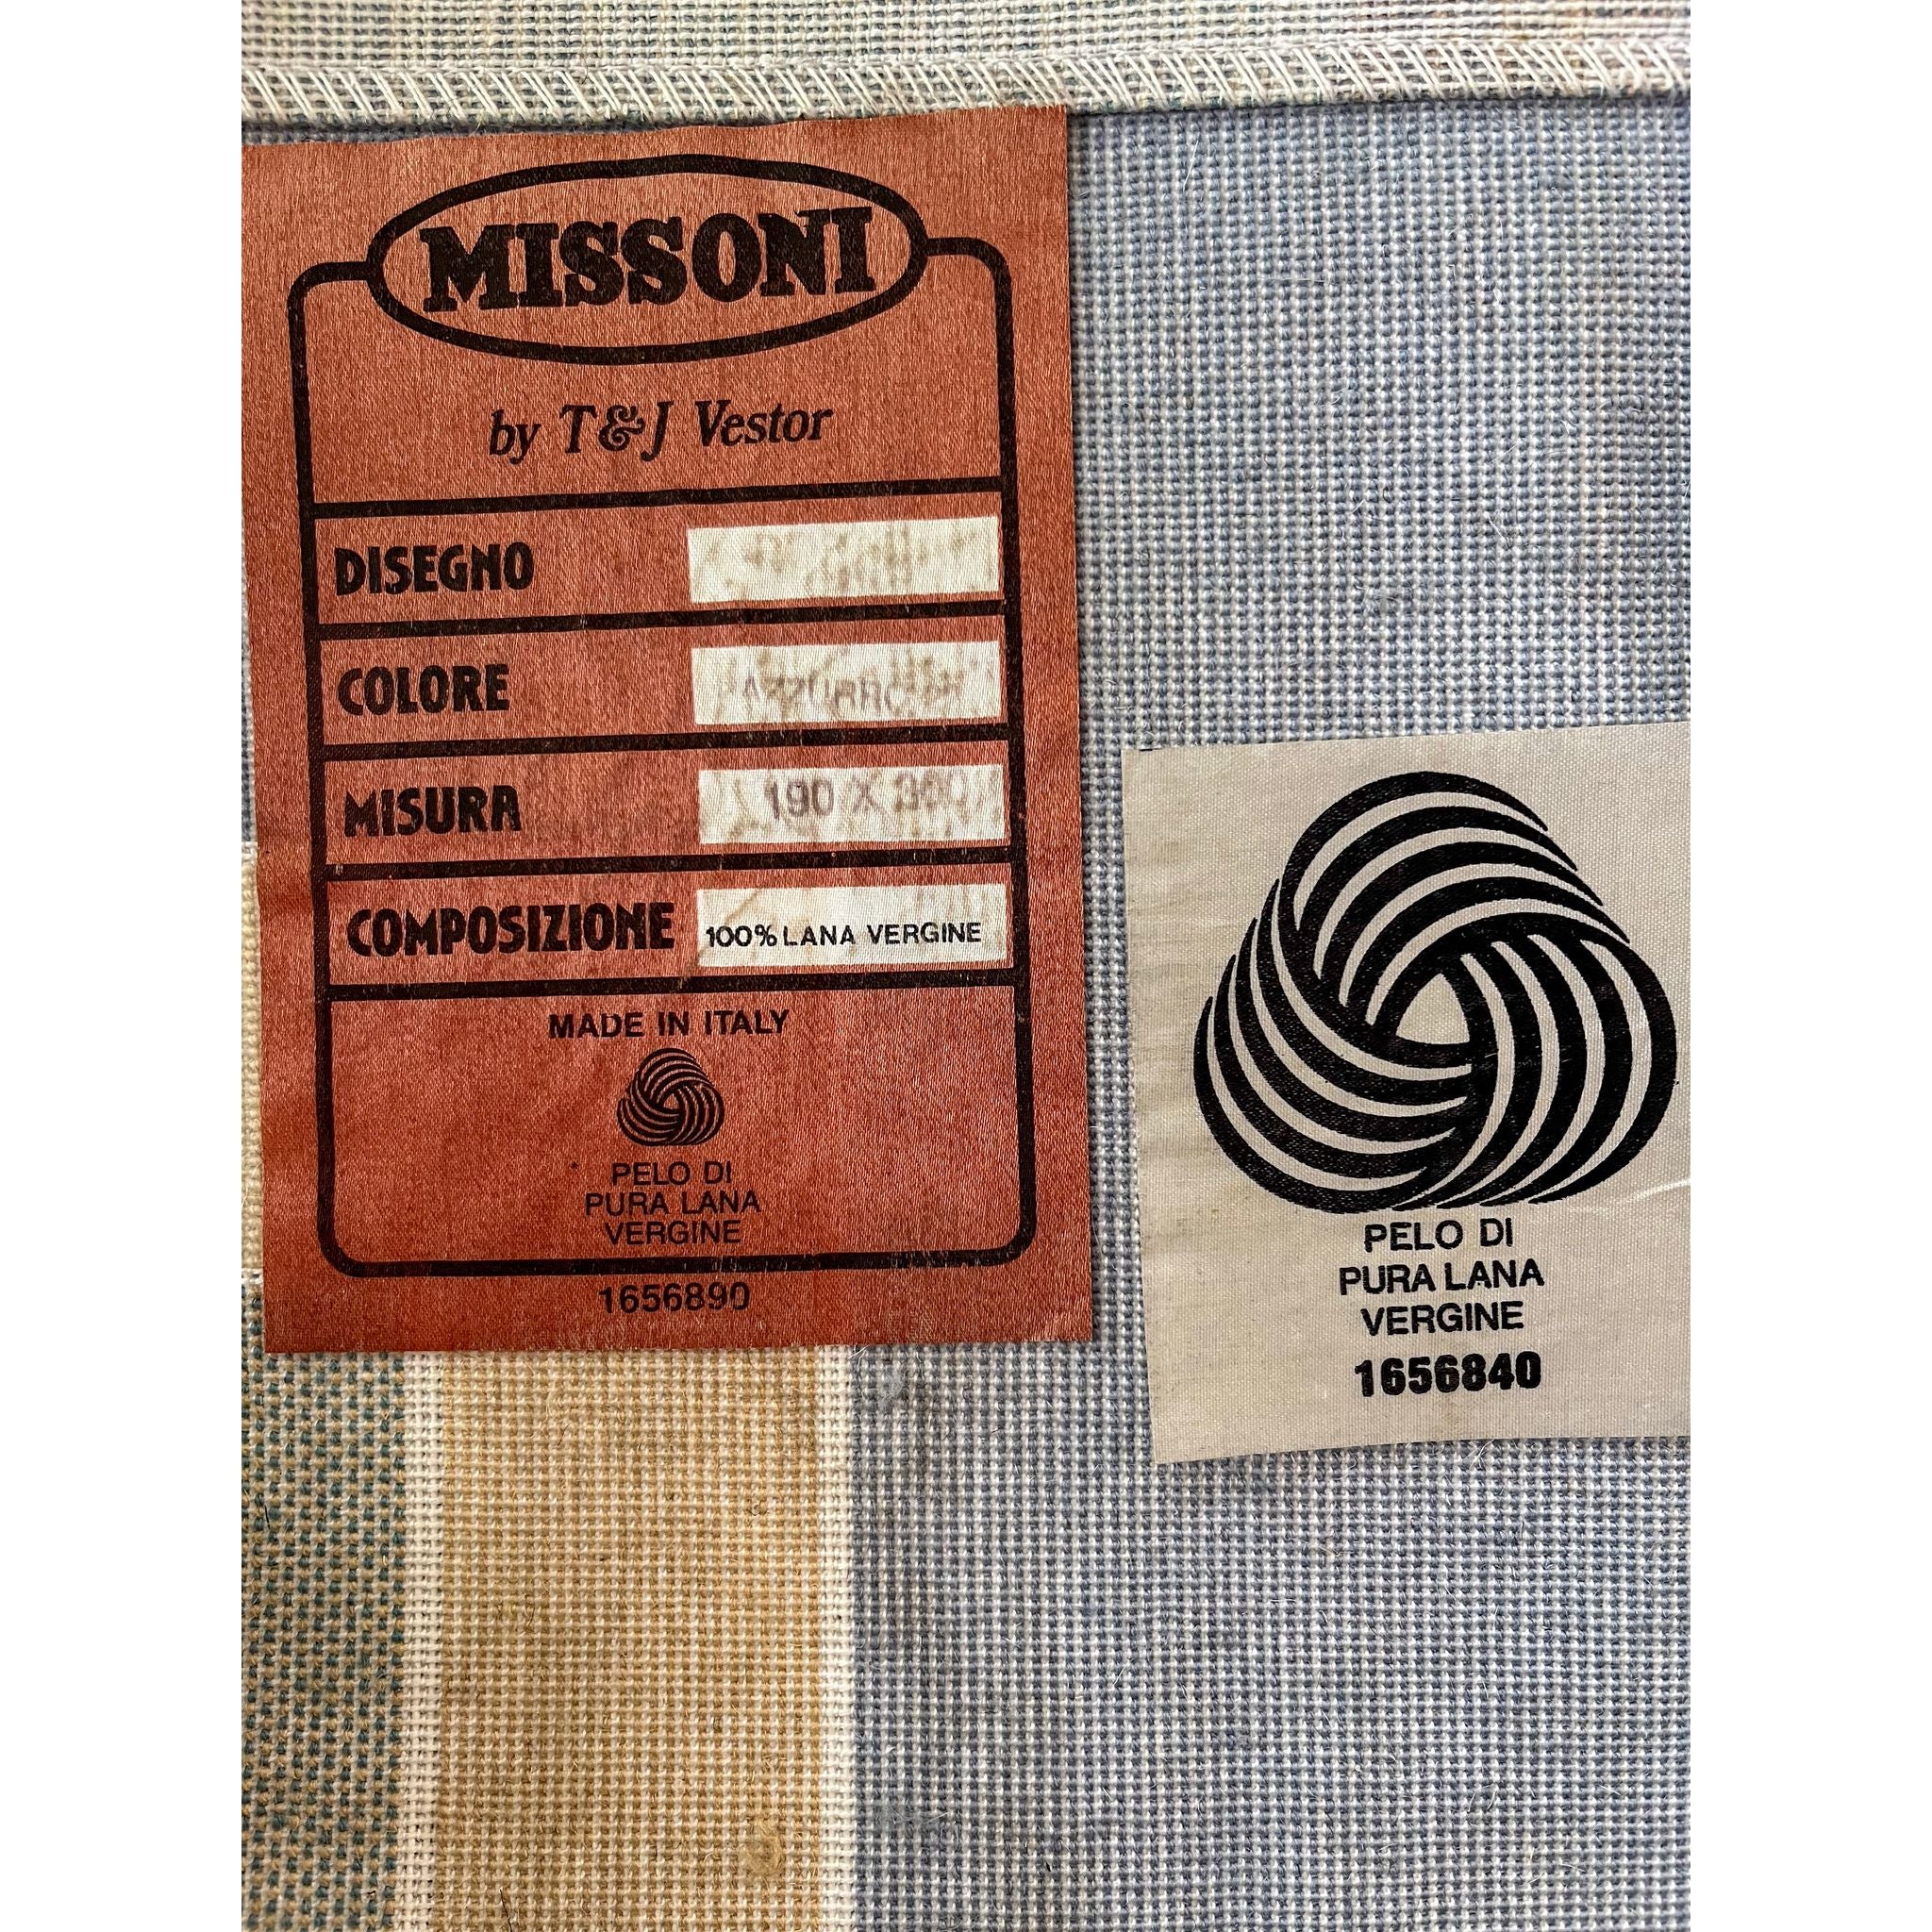 MISSONI
by T&J Vestor
DISEGNO
COLORE
MISURA 190 X
COMPOSIZIONE 100% LANA VERGINE
MADE IN ITALY
PELO DI
PURA LANA
VERGINE
1656890
PELO DI
PURA LANA
VERGINE
1656840